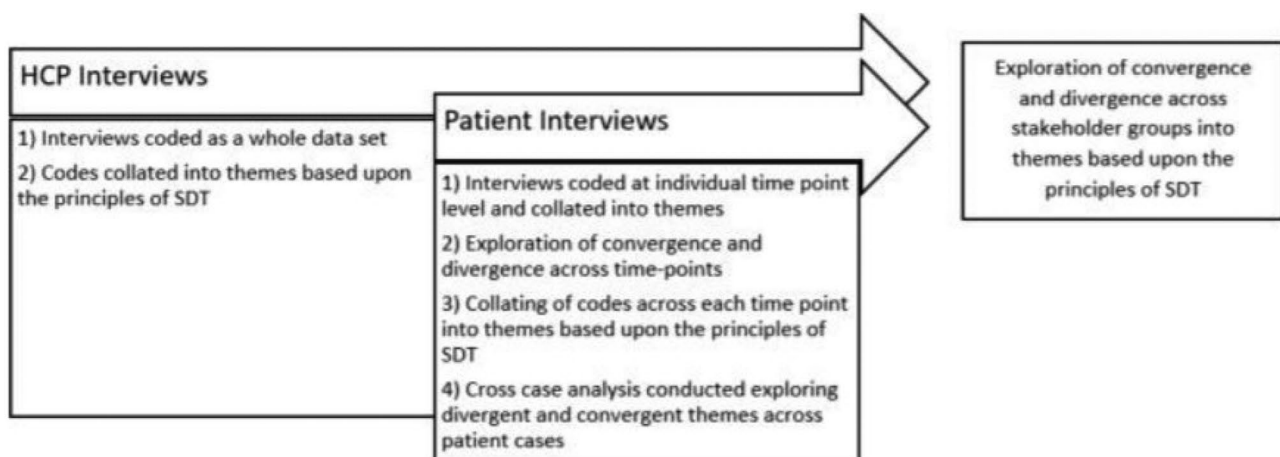 HCP Interviews
1) Interviews coded as a whole data set
2) Codes collated into themes based upon
the principles of SDT
Patient Interviews
1) Interviews coded at individual time point
level and collated into themes
2) Exploration of convergence and
divergence across time-points
3) Collating of codes across each time point
into themes based upon the principles of
SDT
4) Cross case analysis conducted exploring
divergent and convergent themes across
patient cases
Exploration of convergence
and divergence across
stakeholder groups into
themes based upon the
principles of SDT